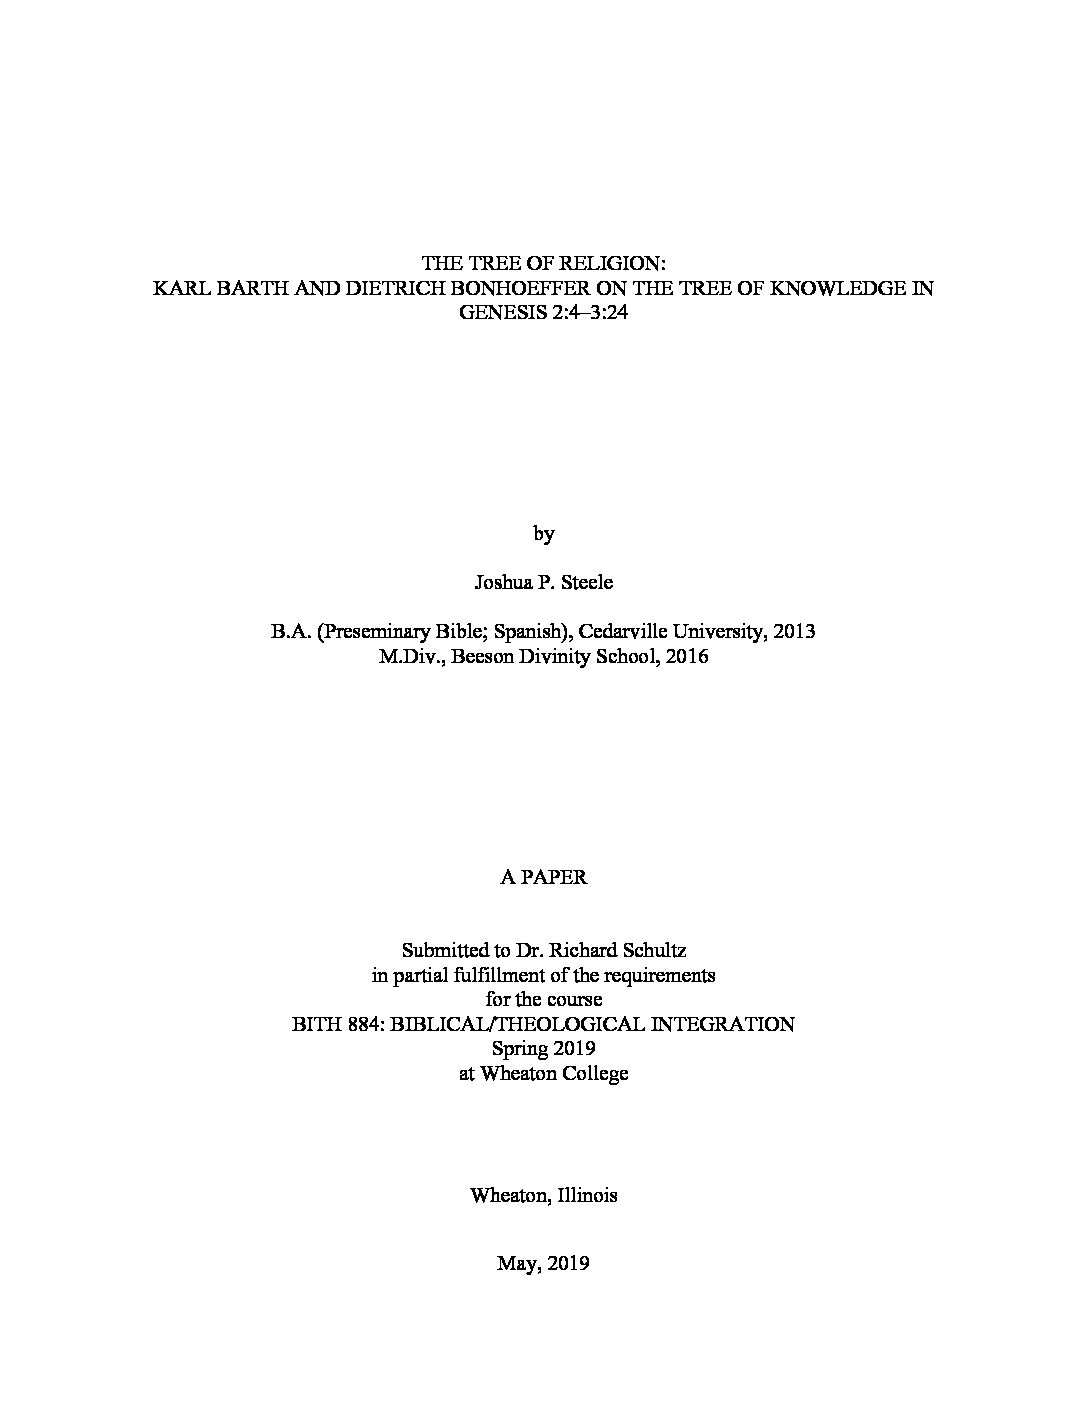 THE TREE OF RELIGION:
KARL BARTH AND DIETRICH BONHOEFFER ON THE TREE OF KNOWLEDGE IN
GENESIS 2:4–3:24
by
Joshua P. Steele
B.A. (Preseminary Bible; Spanish), Cedarville University, 2013
M.Div., Beeson Divinity School, 2016
A PAPER
Submitted to Dr. Richard Schultz
in partial fulfillment of the requirements
for the course
BITH 884: BIBLICAL/THEOLOGICAL INTEGRATION
Spring 2019
at Wheaton College
Wheaton, Illinois
May, 2019